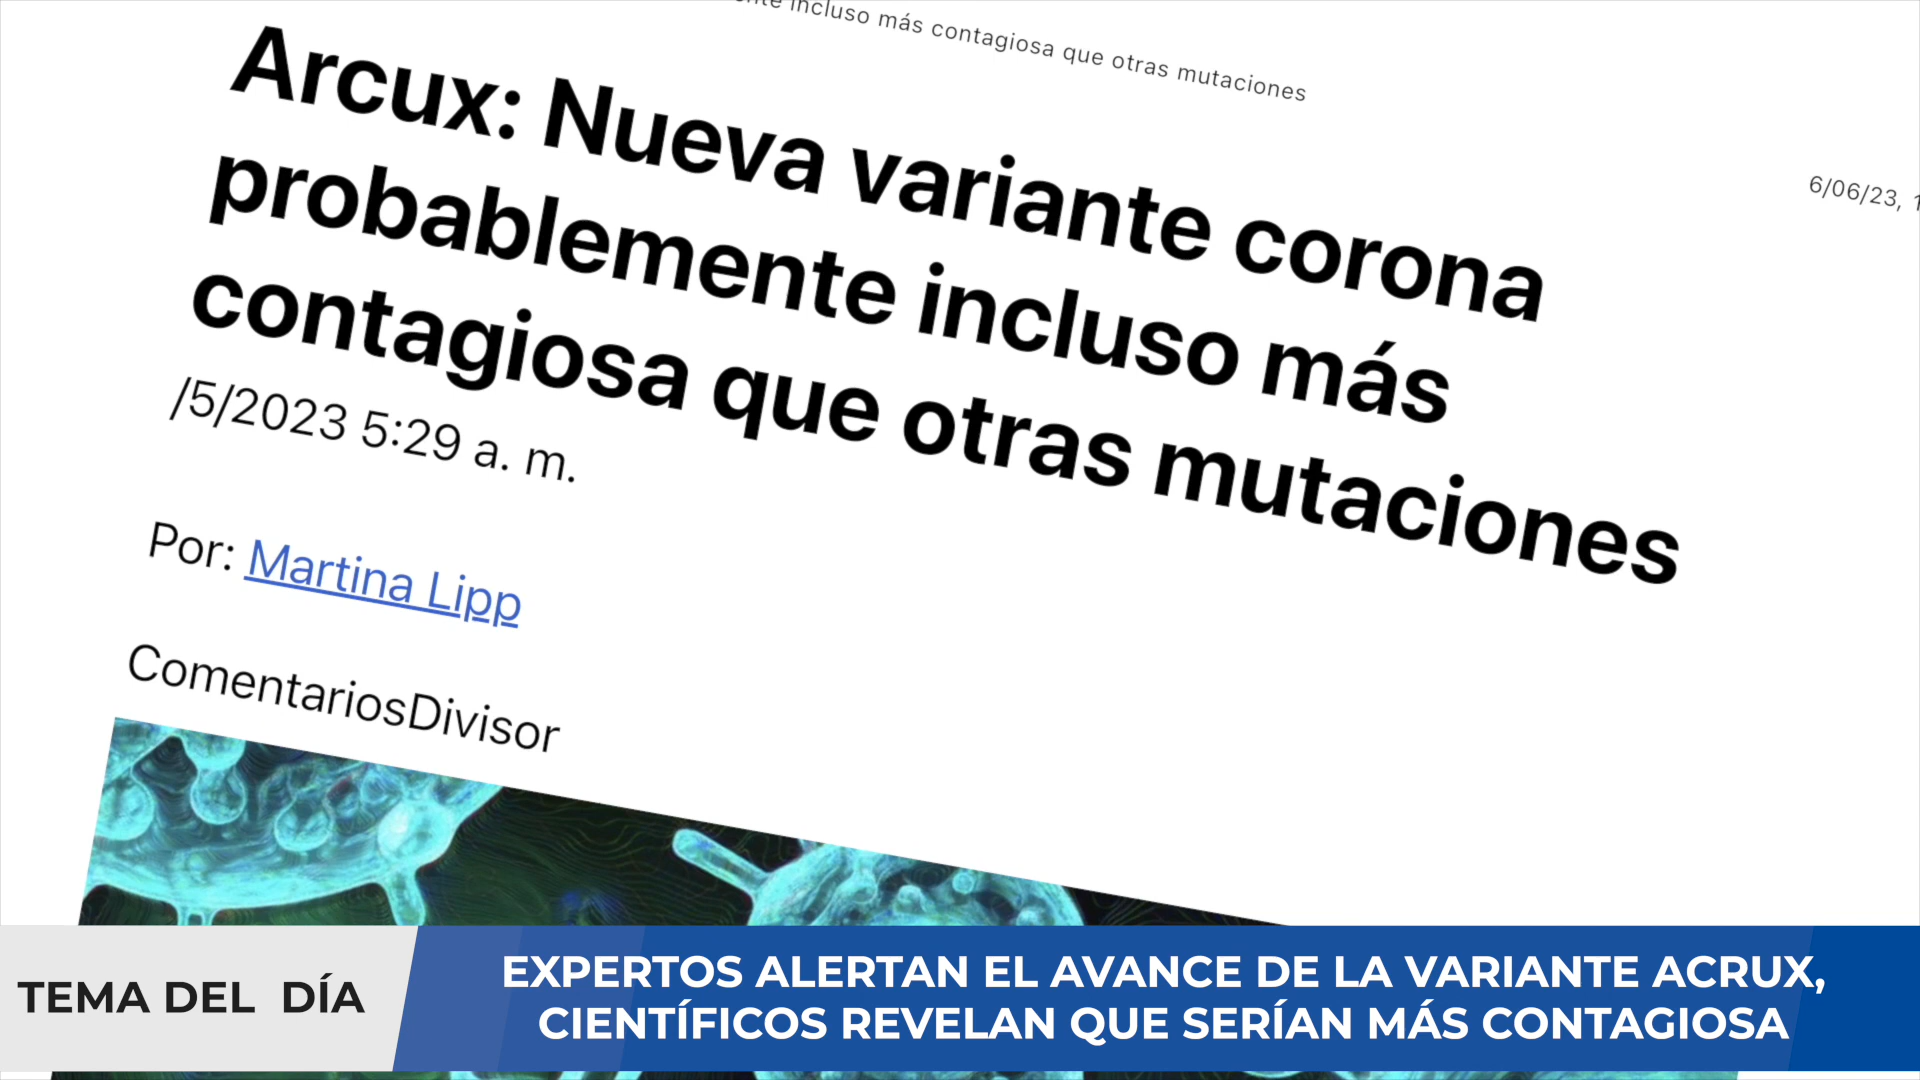 incluso más contagiosa que otras mutaciones
6/06/23,
Arcux: Nueva variante corona
probablemente incluso más
contagiosa que otras mutaciones
/5/2023 5:29 a. m.
Por: Martina Lipp
ComentariosDivisor
TEMA DEL DÍA
EXPERTOS ALERTAN EL AVANCE DE LA VARIANTE ACRUX,
CIENTÍFICOS REVELAN QUE SERÍAN MÁS CONTAGIOSA